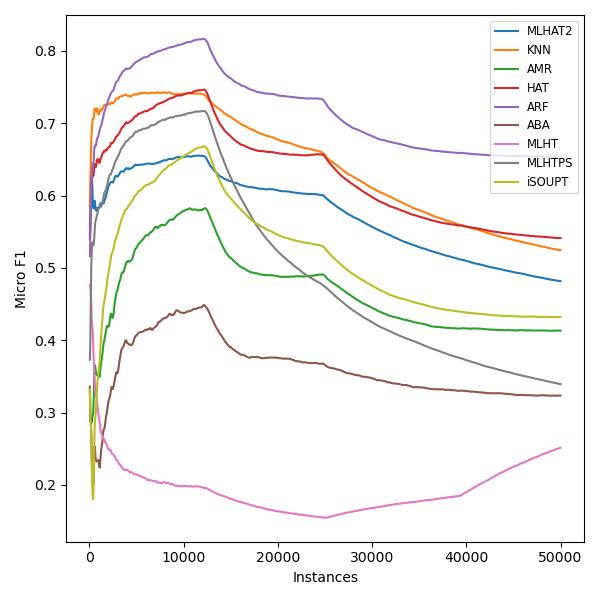 0.8
0.7
0.6
0.5
0.4
0.3
0.2
Micro F1
0
10000
20000
30000
40000
50000
Instances
MLHAT2
KNN
AMR
HAT
ARF
ABA
MLHT
MLHTPS
iSOUPT